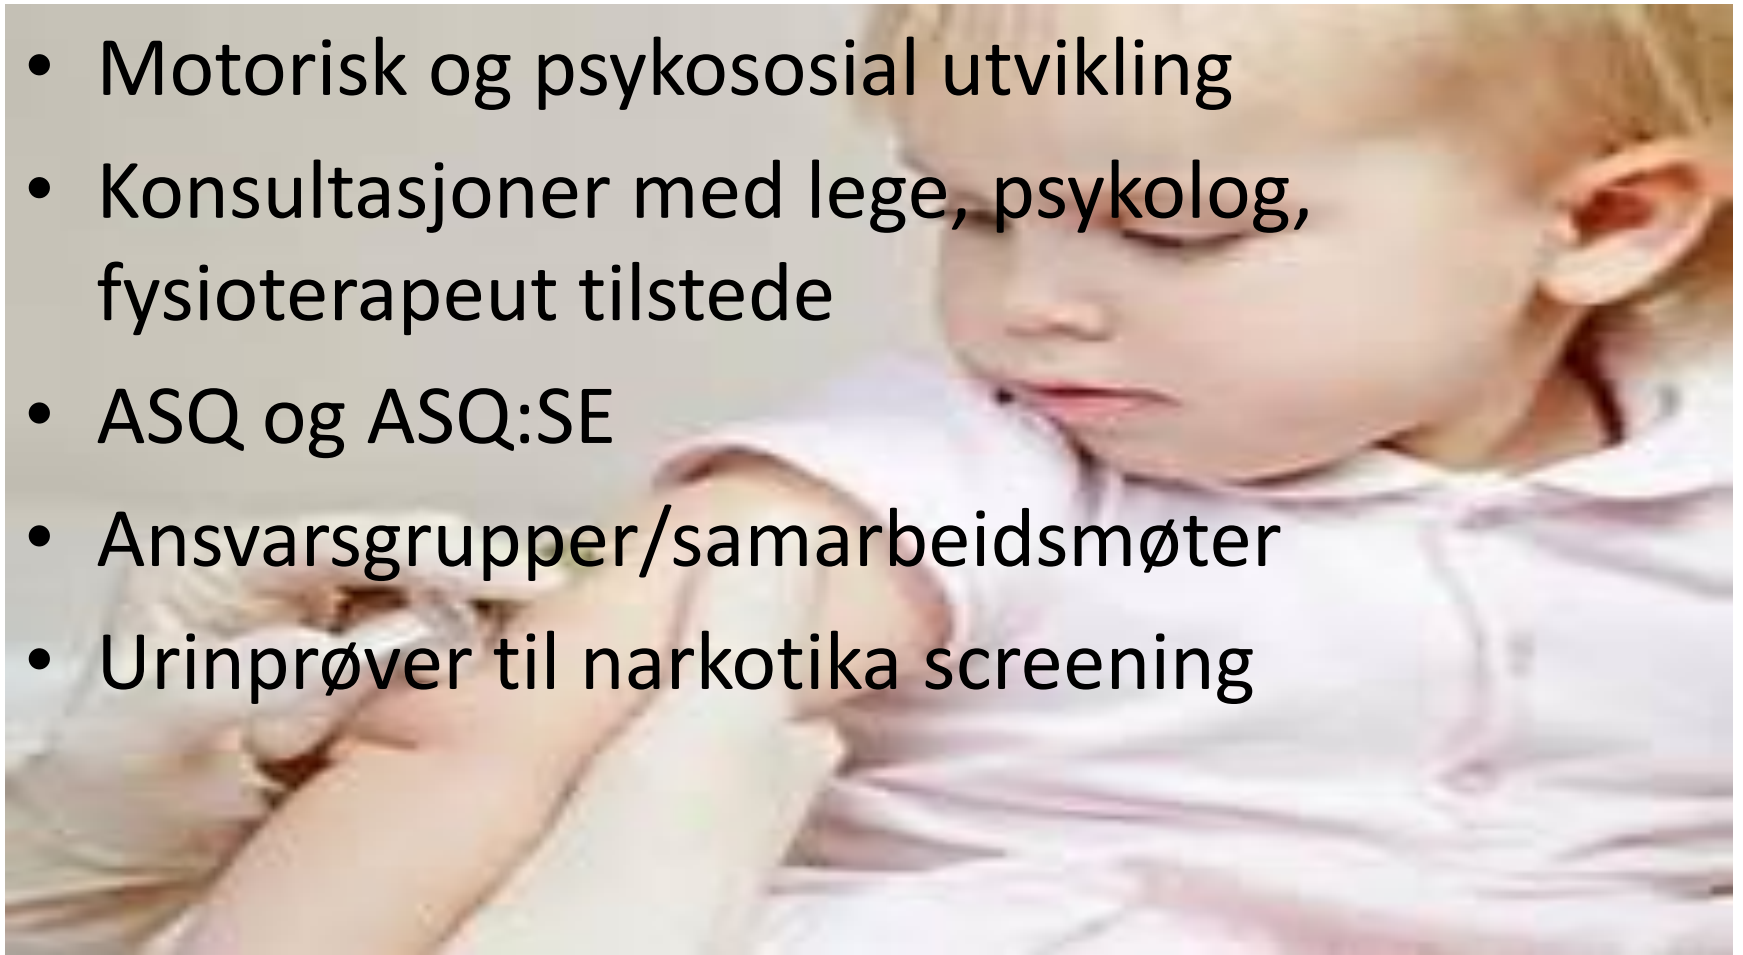 • Motorisk og psykososial utvikling
• Konsultasjoner med lege, psykolog,
fysioterapeut tilstede
• ASQ og ASQ:SE
• Ansvarsgrupper/samarbeidsmøter
• Urinprøver til narkotika screening